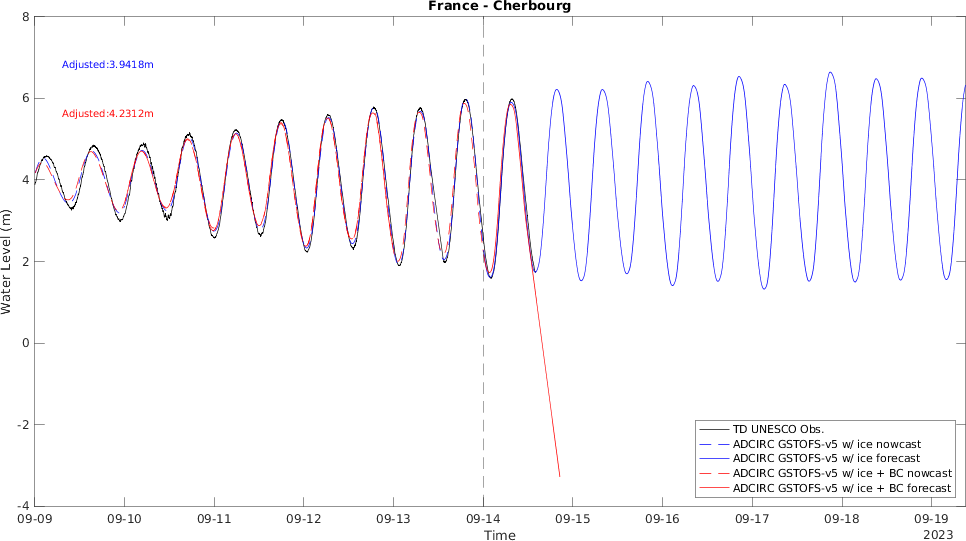 France - Cherbourg
8
6
4
2
0
-2
-4
Water Level (m)
Adjusted:3.9418m
Adjusted:4.2312m
TD UNESCO Obs.
ADCIRC GSTOFS-v5 w/ ice nowcast
ADCIRC GSTOFS-v5 w/ ice forecast
ADCIRC GSTOFS-v5 w/ ice + BC nowcast
ADCIRC GSTOFS-v5 w/ ice + BC forecast
09-09 09-10 09-11 09-12 09-13 09-14 09-15 09-16 09-17 09-18 09-19
Time
2023